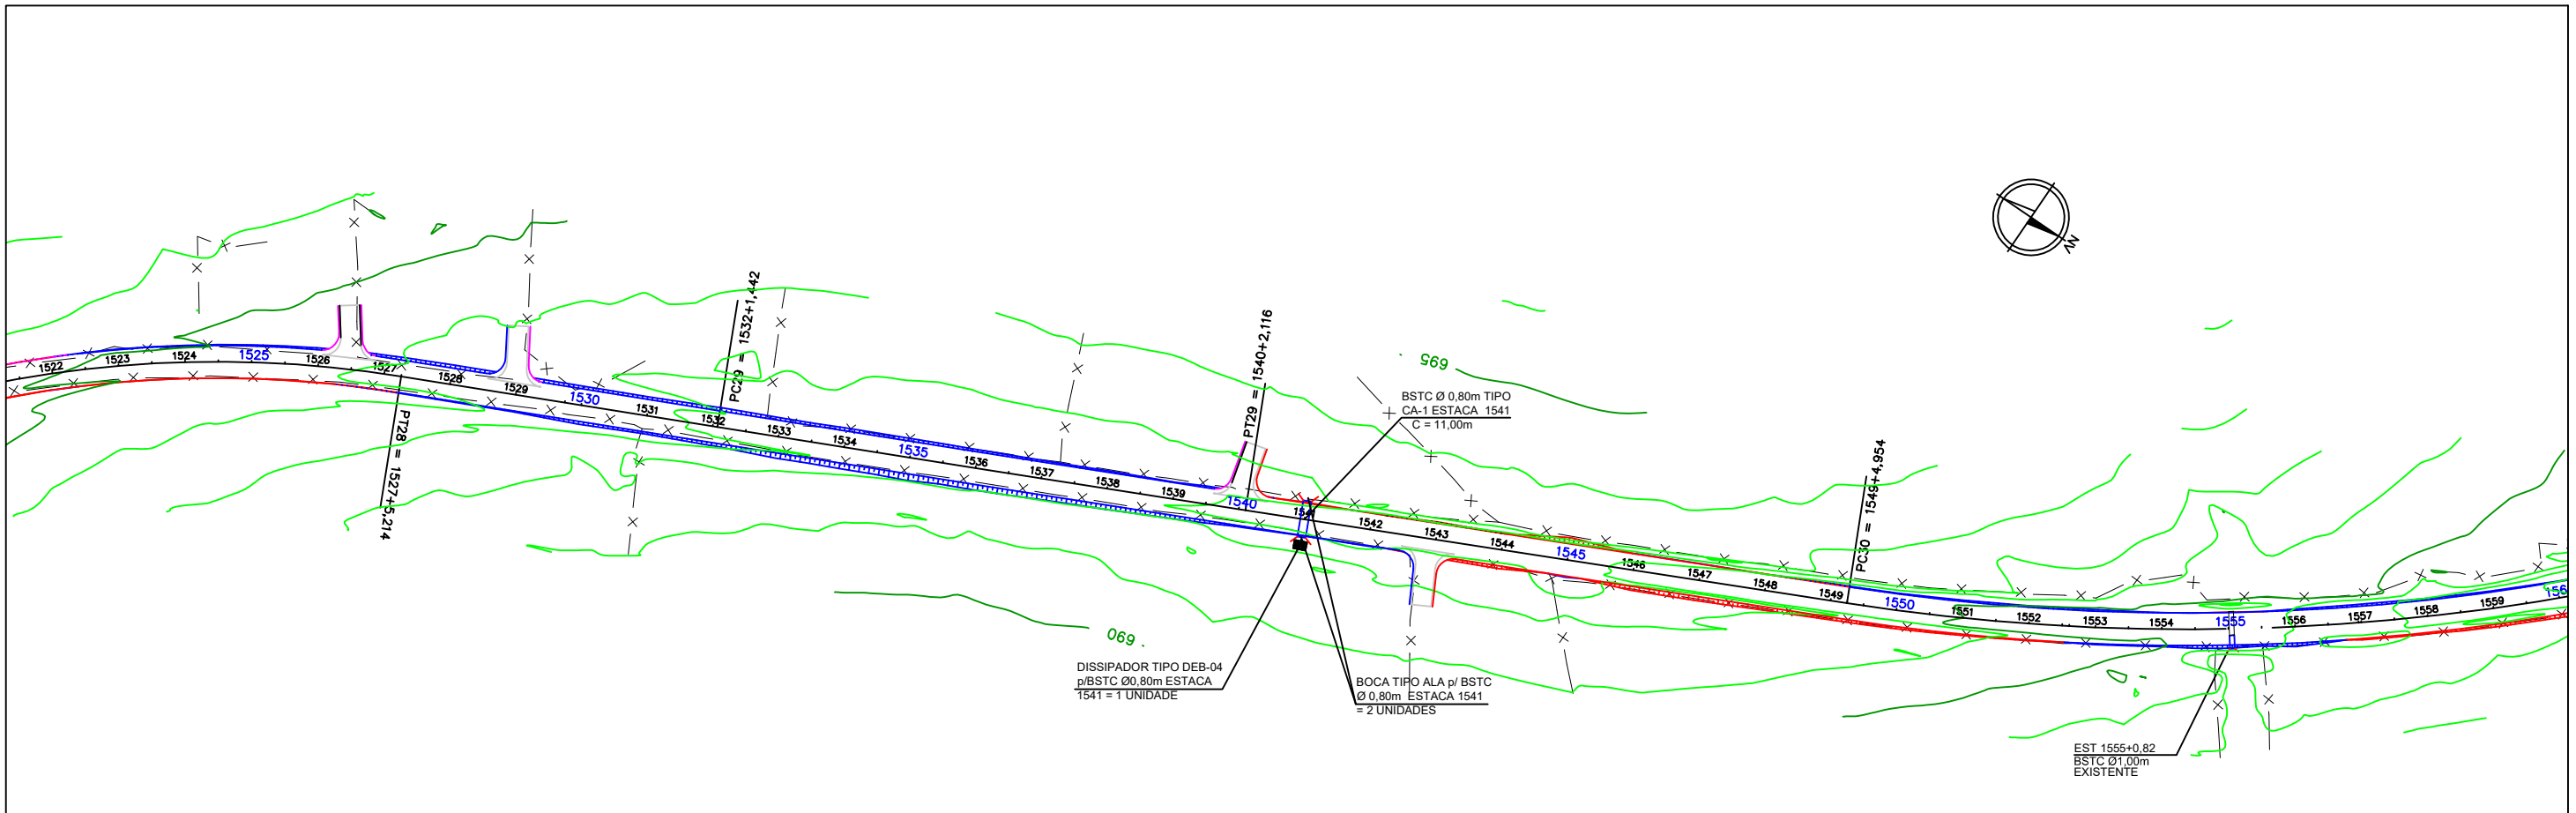 1522
1523
1524
1525
1526
1527
1528
1529
1530
1531
1532
1533
1534
1535
1536
1537
1538
1539
1540
1541
1542
1543
1544
1545
1546
1547
1548
1549
1550
1551
1552
1553
1554
1555
1556
1557
1558
1559
156
PT28 = 1527+5,214
PC29 = 1532+1,442
PT29 = 1540+2,116
PC30 = 1549+4,954
695
690
NM
BSTC Ø 0,80m TIPO
CA-1 ESTACA 1541
C = 11,00m
DISSIPADOR TIPO DEB-04
p/BSTC Ø0,80m ESTACA
1541 = 1 UNIDADE
BOCA TIPO ALA p/ BSTC
Ø 0,80m ESTACA 1541
= 2 UNIDADES
EST 1555+0,82
BSTC Ø1,00m
EXISTENTE